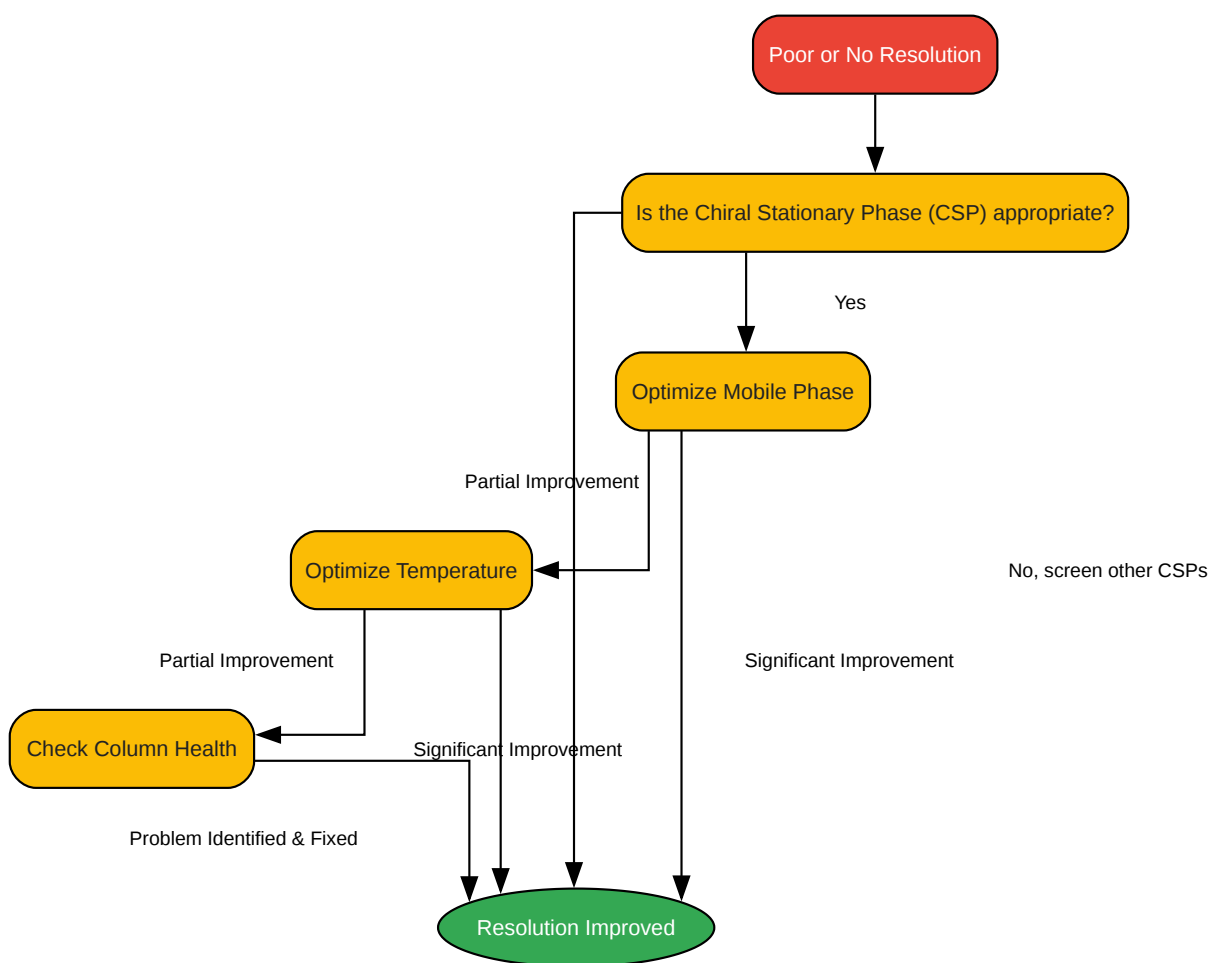 Poor or No Resolution
Is the Chiral Stationary Phase (CSP) appropriate?
Yes
Optimize Mobile Phase
Partial Improvement
Optimize Temperature
No, screen other CSPs
Partial Improvement
Significant Improvement
Check Column Health
Significant Improvement
Problem Identified & Fixed
Resolution Improved